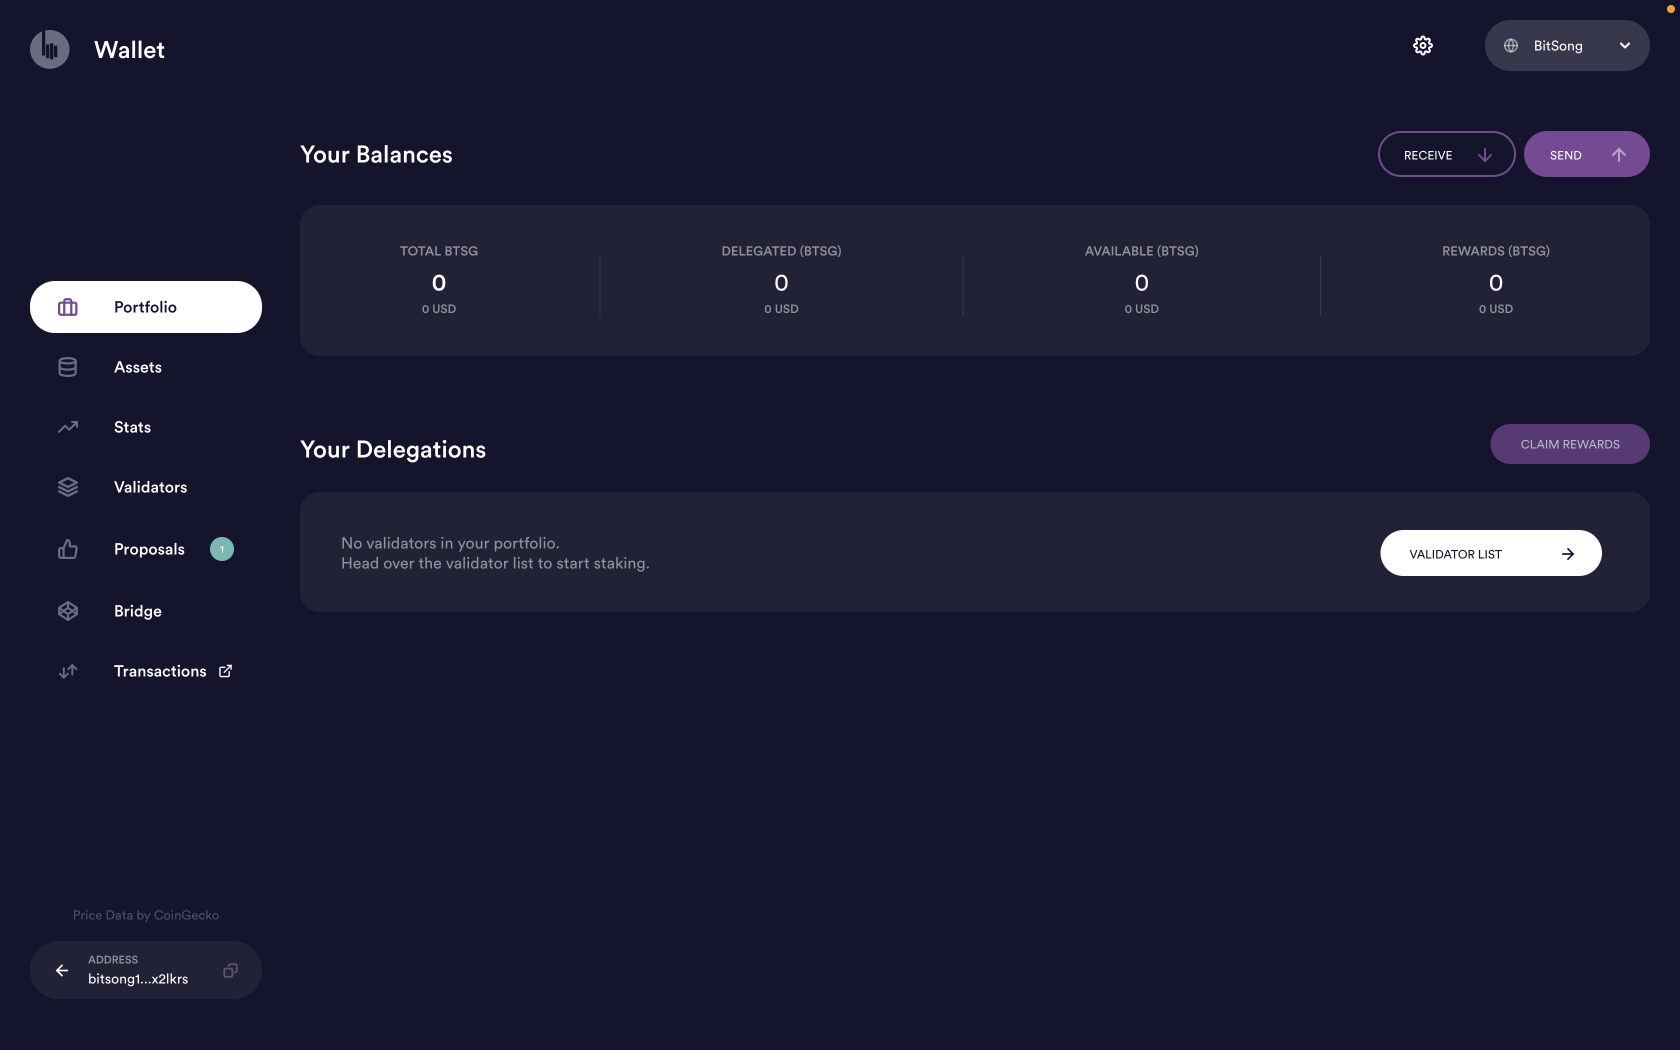 Wallet
BitSong
Your Balances
RECEIVE
SEND
TOTAL BTSG
0
0 USD
DELEGATED (BTSG)
0
0 USD
AVAILABLE (BTSG)
0
0 USD
REWARDS (BTSG)
0
0 USD
Portfolio
Assets
Stats
Validators
Proposals 1
Bridge
Transactions
Your Delegations
CLAIM REWARDS
No validators in your portfolio.
Head over the validator list to start staking.
VALIDATOR LIST
Price Data by CoinGecko
ADDRESS
bitsong1...x2lkrs